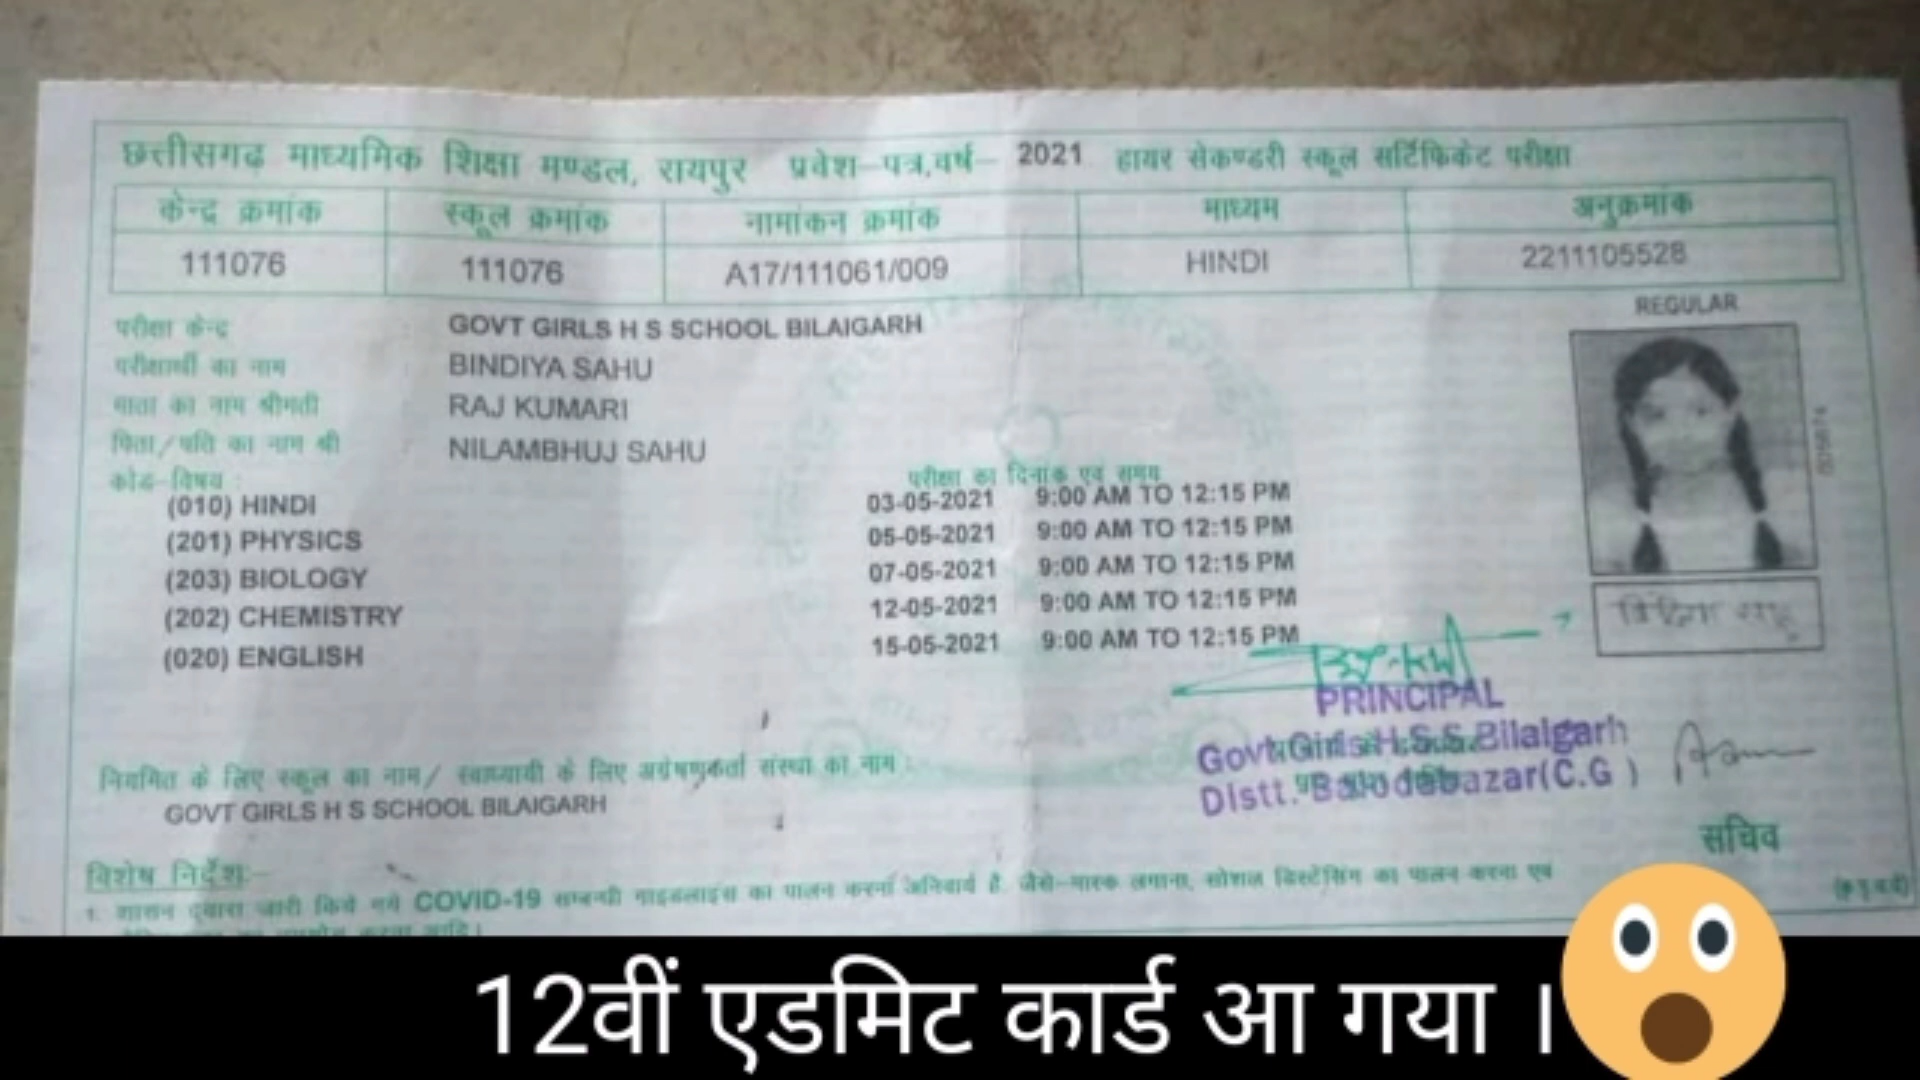 छत्तीसगढ़ माध्यमिक शिक्षा मण्डल, रायपुर प्रवेश-पत्र, वर्ष- 2021 हायर सेकण्डरी स्कूल सर्टिफिकेट परीक्षा
केन्द्र क्रमांक स्कूल क्रमांक नामांकन क्रमांक माध्यम अनुक्रमांक
111076 111076 A17/111061/009 HINDI 2211105528
REGULAR
परीक्षा केन्द्र : GOVT GIRLS H S SCHOOL BILAIGARH
परीक्षार्थी का नाम : BINDIYA SAHU
माता का नाम श्रीमती : RAJ KUMARI
पिता/पति का नाम श्री : NILAMBHUJ SAHU
कोड-विषय : परीक्षा का दिनांक एवं समय
(010) HINDI 03-05-2021 9:00 AM TO 12:15 PM
(201) PHYSICS 05-05-2021 9:00 AM TO 12:15 PM
(203) BIOLOGY 07-05-2021 9:00 AM TO 12:15 PM
(202) CHEMISTRY 12-05-2021 9:00 AM TO 12:15 PM
(020) ENGLISH 15-05-2021 9:00 AM TO 12:15 PM
PRINCIPAL
Govt.Girls H.S.S.Bilaigarh
Distt. Balodabazar(C.G )
नियमित के लिए स्कूल का नाम/ स्वाध्यायी के लिए अग्रेषणकर्ता संस्था का नाम :
GOVT GIRLS H S SCHOOL BILAIGARH
सचिव
विशेष निर्देश:-
1. शासन द्वारा जारी किये गये COVID-19 सम्बन्धी गाइडलाइंस का पालन करना अनिवार्य है. जैसे-मास्क लगाना, सोशल डिस्टेंसिंग का पालन करना एवं
12वीं एडमिट कार्ड आ गया ।